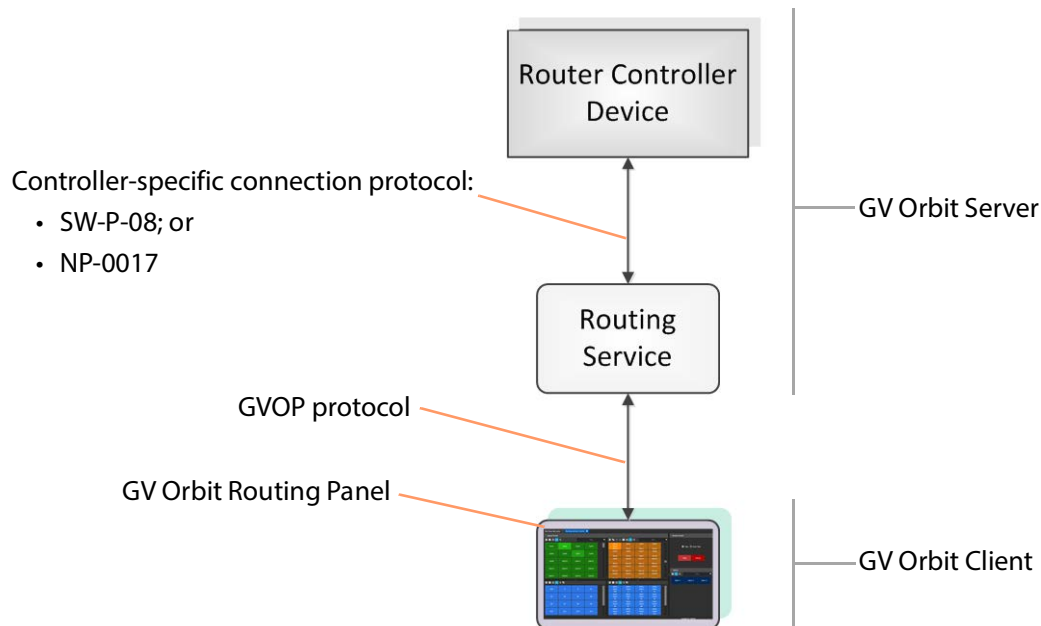 Router Controller
Device
Controller-specific connection protocol:
• SW-P-08; or
• NP-0017
GV Orbit Server
Routing
Service
GVOP protocol
GV Orbit Routing Panel
GV Orbit Client